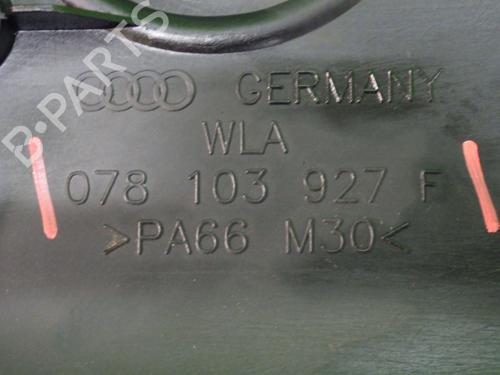 B-PARTS
GERMANY
WLA
078 103 927 F
>PA66 M30<